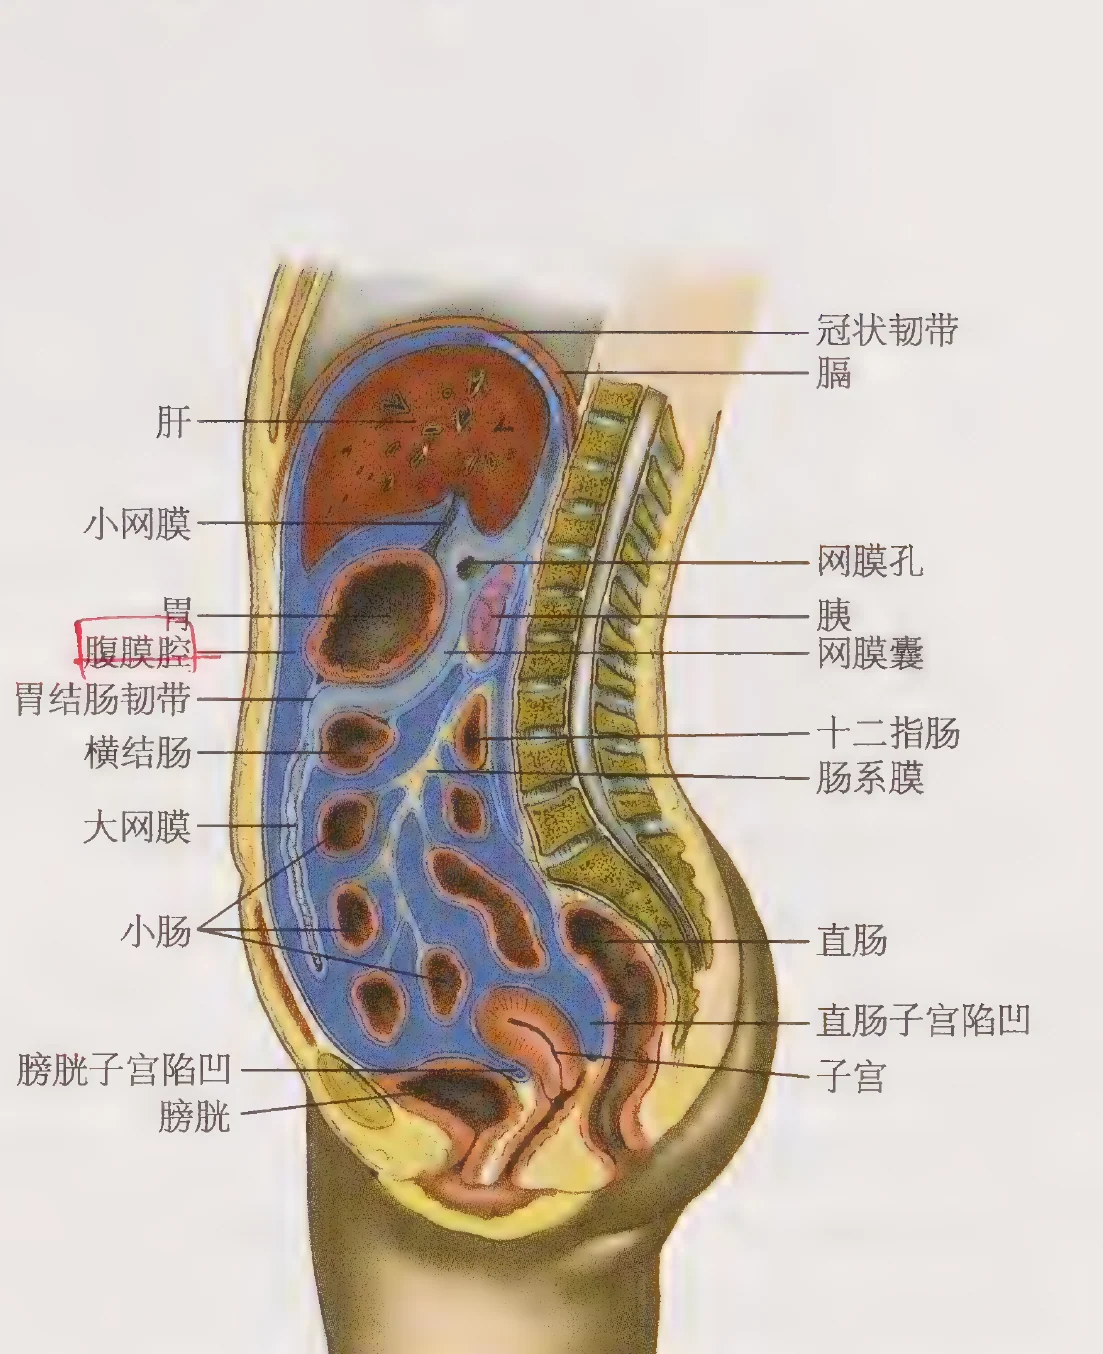 冠状韧带
膈
肝
小网膜
网膜孔
胃
胰
腹膜腔
网膜囊
胃结肠韧带
横结肠
十二指肠
肠系膜
大网膜
小肠
直肠
直肠子宫陷凹
膀胱子宫陷凹
子宫
膀胱